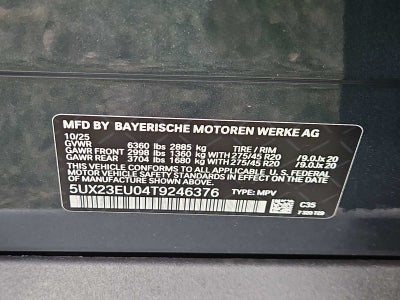 MFD BY BAYERISCHE MOTOREN WERKE AG
10/25
GVWR 6360 lbs 2885 kg TIRE / RIM
GAWR FRONT 2998 lbs 1360 kg WITH 275/45 R20 / 9.0Jx 20
GAWR REAR 3704 lbs 1680 kg WITH 275/45 R20 / 9.0Jx 20
THIS VEHICLE CONFORMS TO ALL APPLICABLE U. S. FEDERAL
MOTOR VEHICLE SAFETY STANDARDS IN EFFECT ON
THE DATE OF MANUFACTURE SHOWN ABOVE.
5UX23EU04T9246376 TYPE: MPV C3S